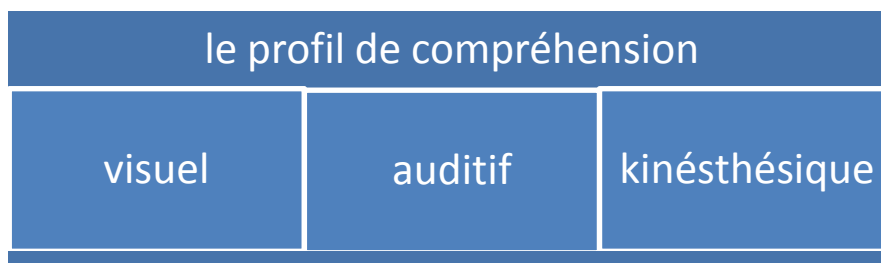 le profil de compréhension
visuel
auditif
kinésthésique